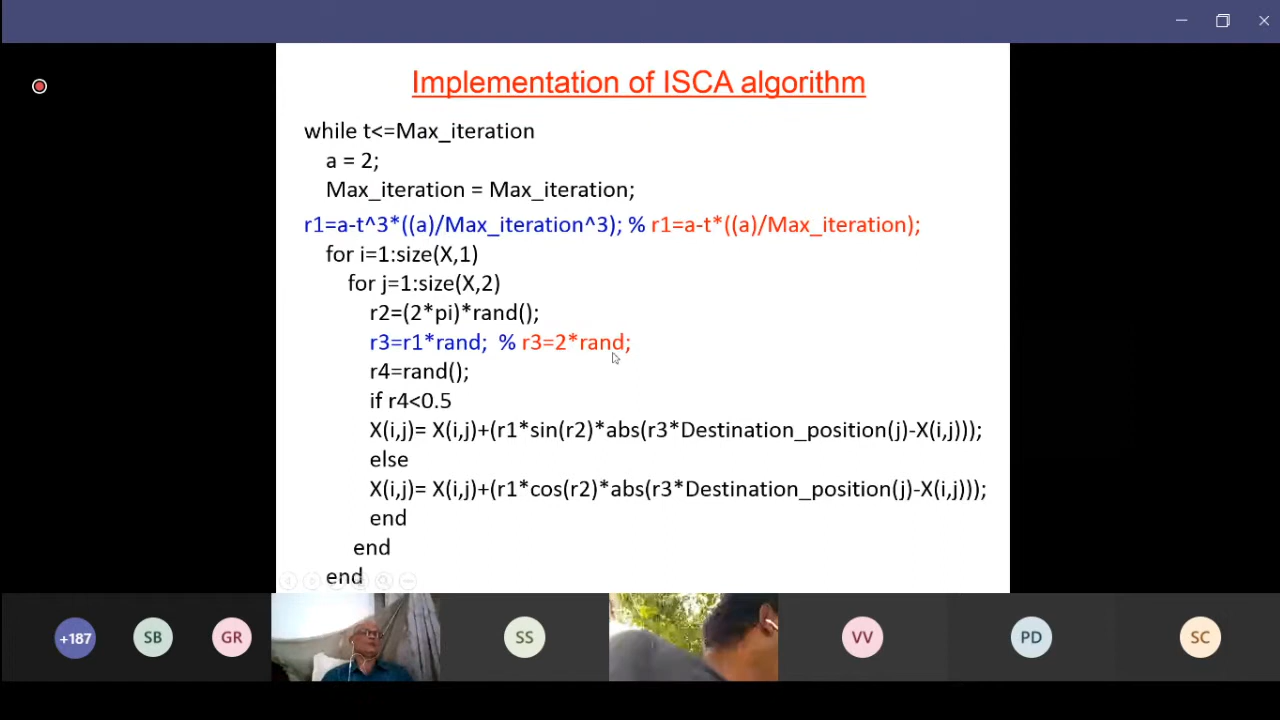 Implementation of ISCA algorithm
while t<=Max_iteration
a = 2;
Max_iteration = Max_iteration;
r1=a-t^3*((a)/Max_iteration^3); % r1=a-t*((a)/Max_iteration);
for i=1:size(X,1)
for j=1:size(X,2)
r2=(2*pi)*rand();
r3=r1*rand; % r3=2*rand;
r4=rand();
if r4<0.5
X(i,j)= X(i,j)+(r1*sin(r2)*abs(r3*Destination_position(j)-X(i,j)));
else
X(i,j)= X(i,j)+(r1*cos(r2)*abs(r3*Destination_position(j)-X(i,j)));
end
end
end
+187 SB GR SS VV PD SC